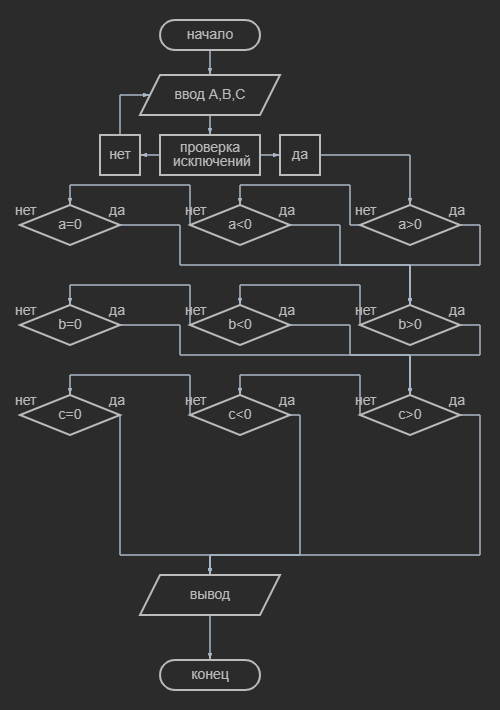 начало
ввод A,B,C
нет
проверка
исключений
да
нет
a=0
да
нет
a<0
да
нет
a>0
да
нет
b=0
да
нет
b<0
да
нет
b>0
да
нет
c=0
да
нет
c<0
да
нет
c>0
да
вывод
конец